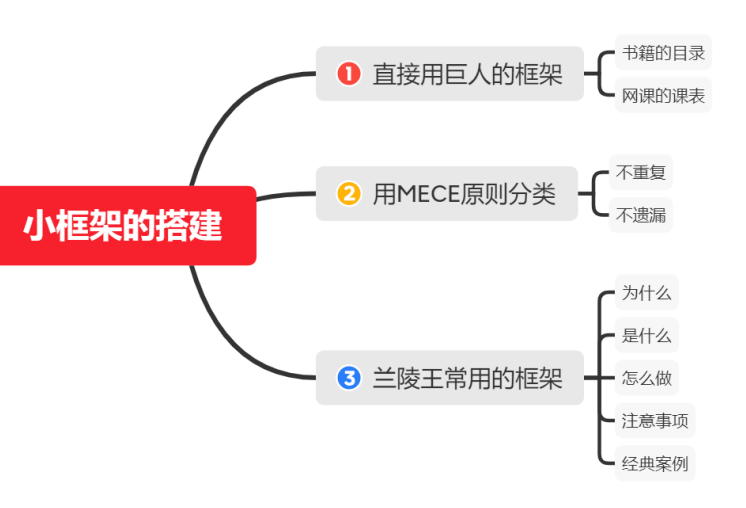 小框架的搭建
1 直接用巨人的框架
书籍的目录
网课的课表
2 用MECE原则分类
不重复
不遗漏
3 兰陵王常用的框架
为什么
是什么
怎么做
注意事项
经典案例